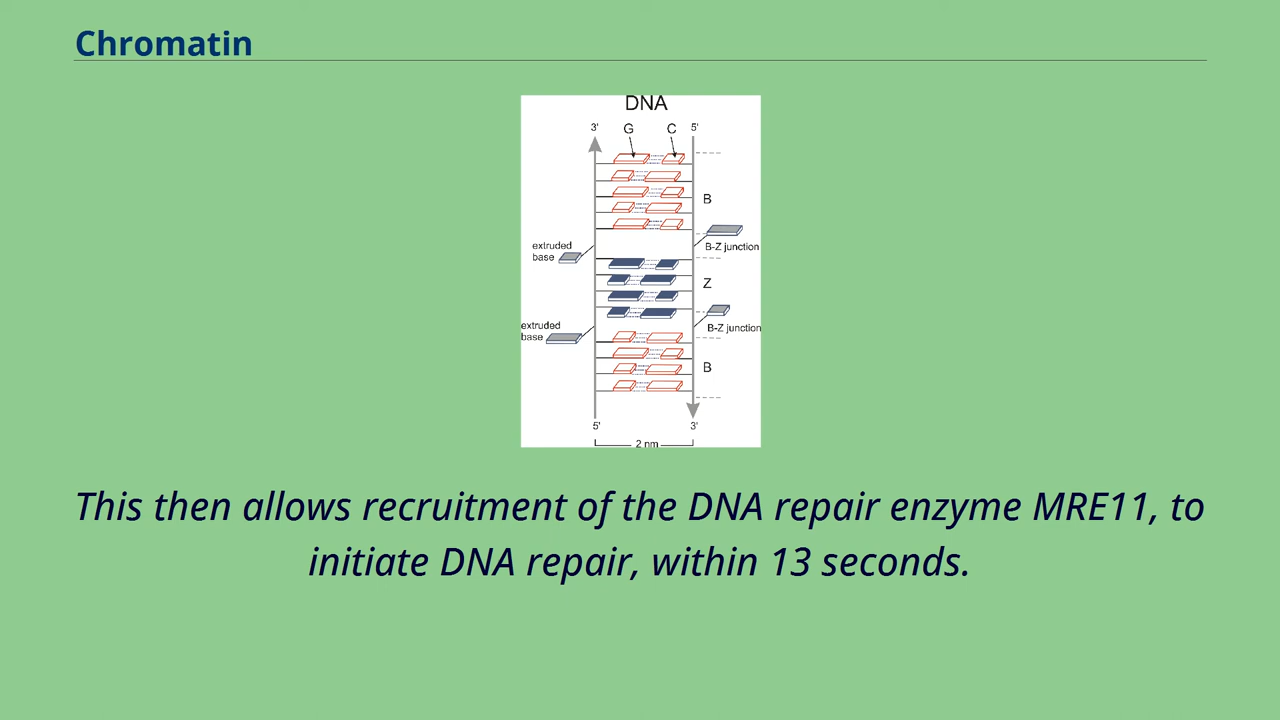 Chromatin
DNA
3' G C 5'
B
extruded
base
B-Z junction
Z
extruded
base
B-Z junction
B
5' 3'
2 nm
This then allows recruitment of the DNA repair enzyme MRE11, to
initiate DNA repair, within 13 seconds.